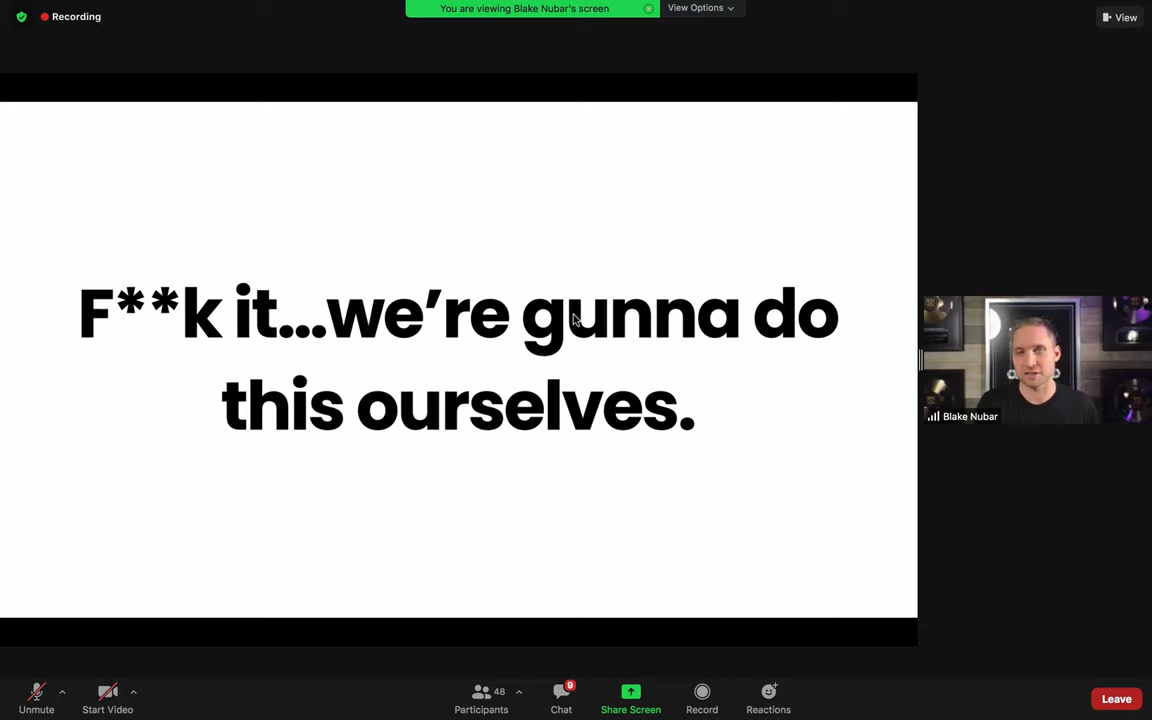 Recording
You are viewing Blake Nubar's screen
View Options
View
F**k it...we're gunna do
this ourselves.
Blake Nubar
Unmute
Start Video
48
Participants
9
Chat
Share Screen
Record
Reactions
Leave